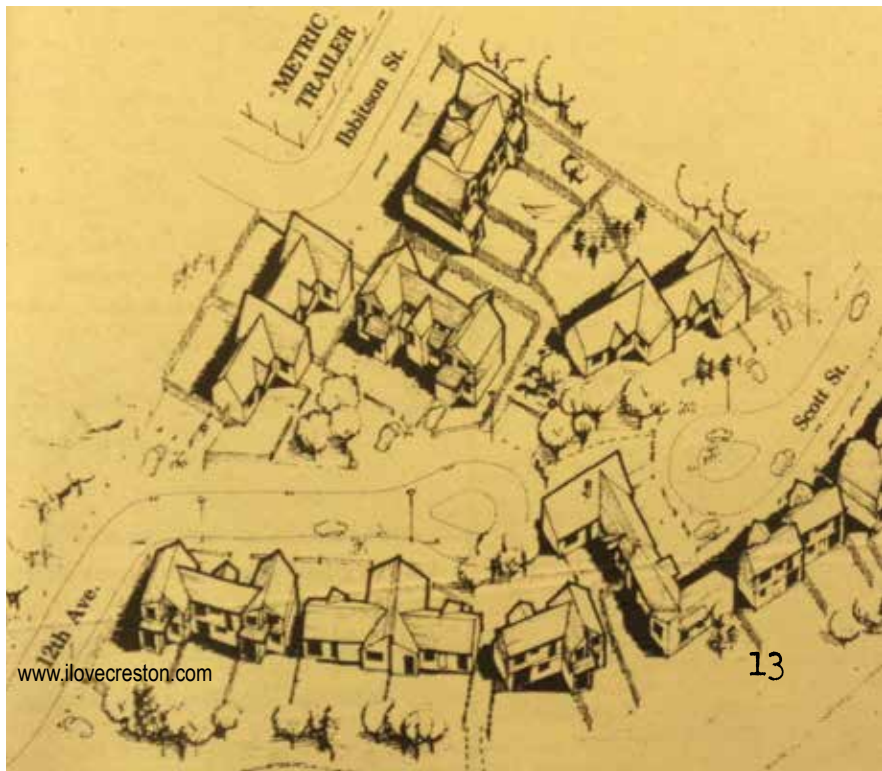 METRIC
TRAILER
Ibbitson St.
Scott St.
12th Ave.
www.ilovecreston.com
13